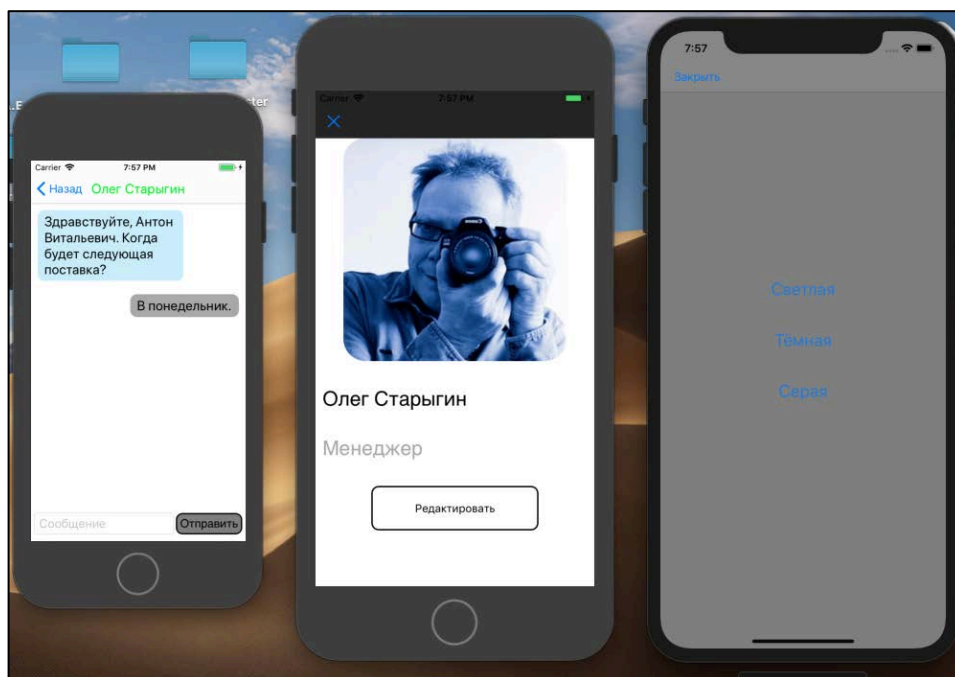 ter
Carrier
7:57 PM
Назад Олег Старыгин
Здравствуйте, Антон
Витальевич. Когда
будет следующая
поставка?
В понедельник.
Сообщение
Отправить
Carrier
7:57 PM
Олег Старыгин
Менеджер
Редактировать
7:57
Закрыть
Светлая
Тёмная
Серая